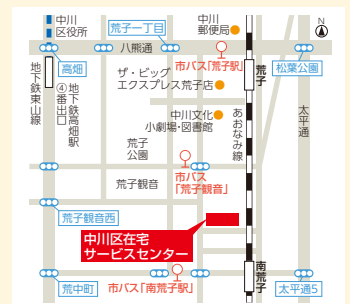 中川
区役所
荒子一丁目
中川
郵便局
N
八熊通
市バス「荒子駅」
高畑
荒子
松葉公園
ザ・ビッグ
エクスプレス荒子店
地下鉄東山線
④番出口
地下鉄高畑駅
中川文化
小劇場・図書館
あおなみ線
太平通
荒子
公園
市バス
「荒子観音」
荒子観音
荒子観音西
中川区在宅
サービスセンター
南荒子
荒中町
市バス「南荒子駅」
太平通5